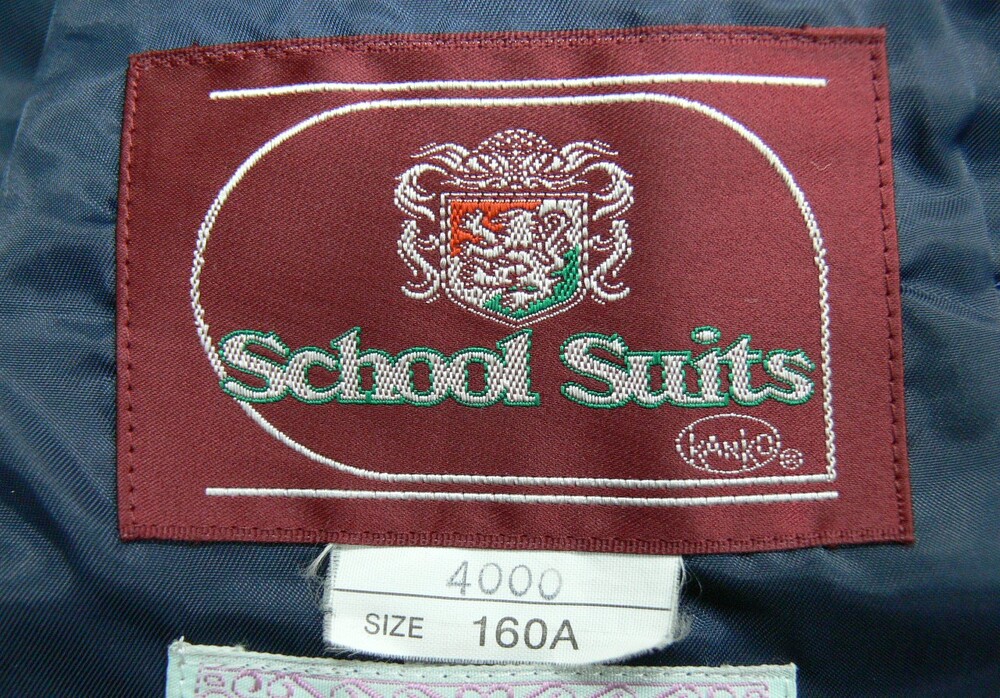 School Suits
KANKO ®
4000
SIZE 160A